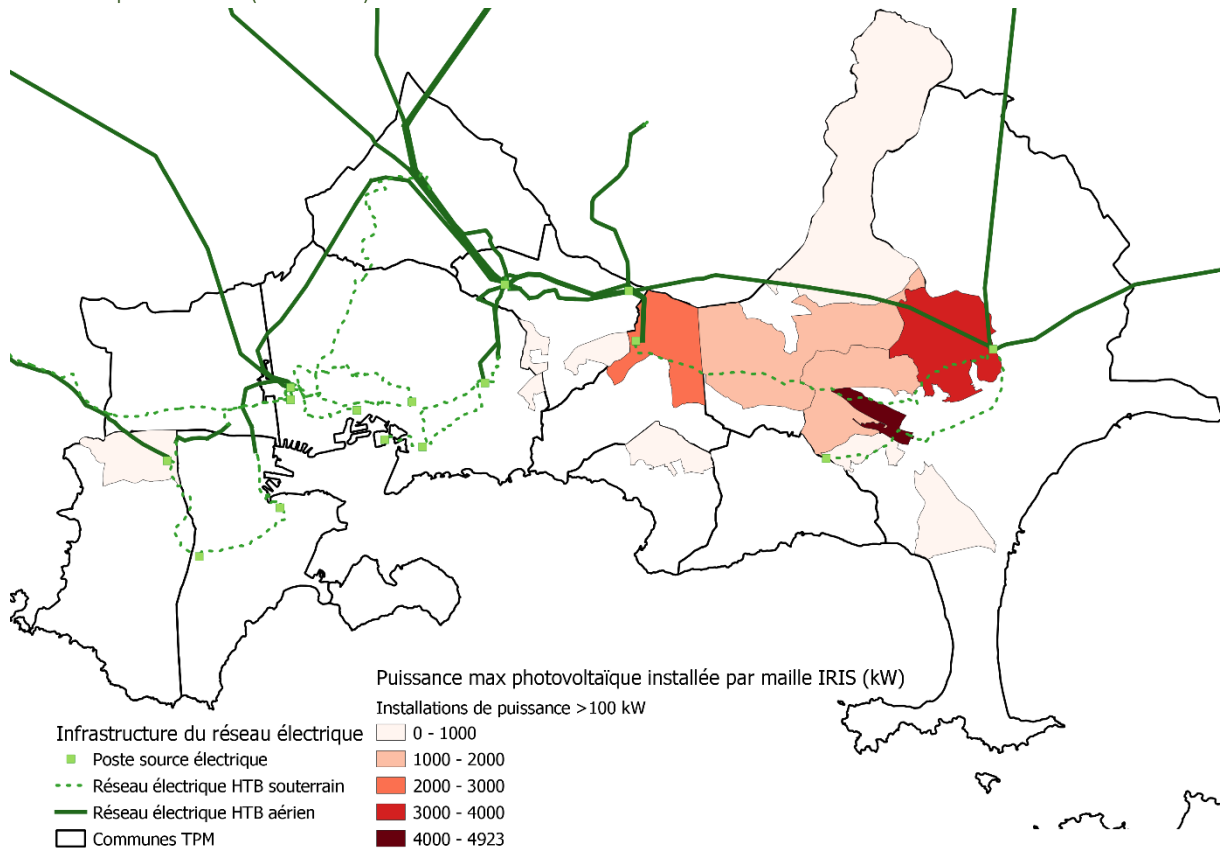 Puissance max photovoltaïque installée par maille IRIS (kW)
Installations de puissance >100 kW
0 - 1000
1000 - 2000
2000 - 3000
3000 - 4000
4000 - 4923
Infrastructure du réseau électrique
Poste source électrique
Réseau électrique HTB souterrain
Réseau électrique HTB aérien
Communes TPM